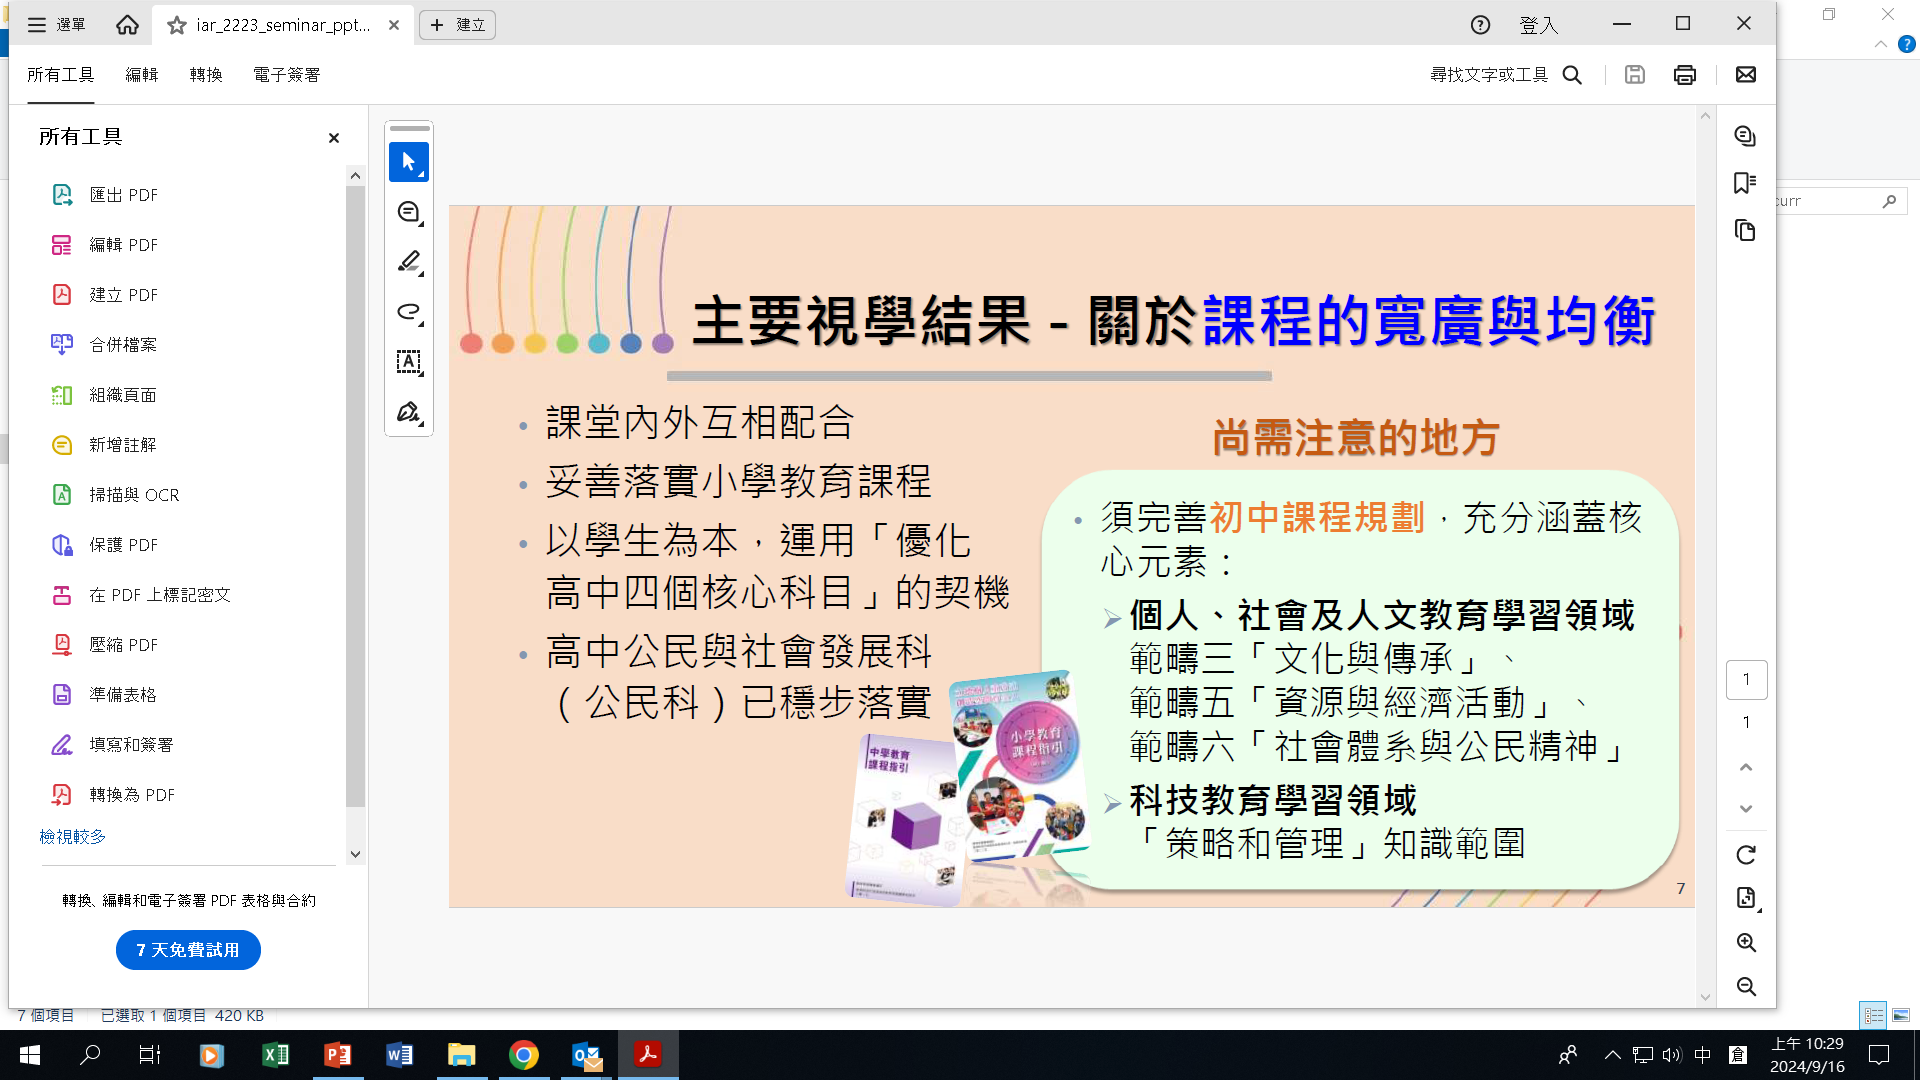 選單
iar_2223_seminar_ppt...
建立
登入
所有工具
編輯
轉換
電子簽署
尋找文字或工具
所有工具
匯出 PDF
編輯 PDF
建立 PDF
合併檔案
組織頁面
新增註解
掃描與 OCR
保護 PDF
在 PDF 上標記密文
壓縮 PDF
準備表格
填寫和簽署
轉換為 PDF
檢視較多
轉換、編輯和電子簽署 PDF 表格與合約
7 天免費試用
主要視學結果 - 關於課程的寬廣與均衡
• 課堂內外互相配合
• 妥善落實小學教育課程
• 以學生為本，運用「優化
高中四個核心科目」的契機
• 高中公民與社會發展科
（公民科）已穩步落實
中學教育
課程指引
小學教育
課程指引
尚需注意的地方
• 須完善初中課程規劃，充分涵蓋核
心元素：
➢ 個人、社會及人文教育學習領域
範疇三「文化與傳承」、
範疇五「資源與經濟活動」、
範疇六「社會體系與公民精神」
➢ 科技教育學習領域
「策略和管理」知識範圍
7
1
1
curr
7 個項目
已選取 1 個項目 420 KB
中
倉
上午 10:29
2024/9/16